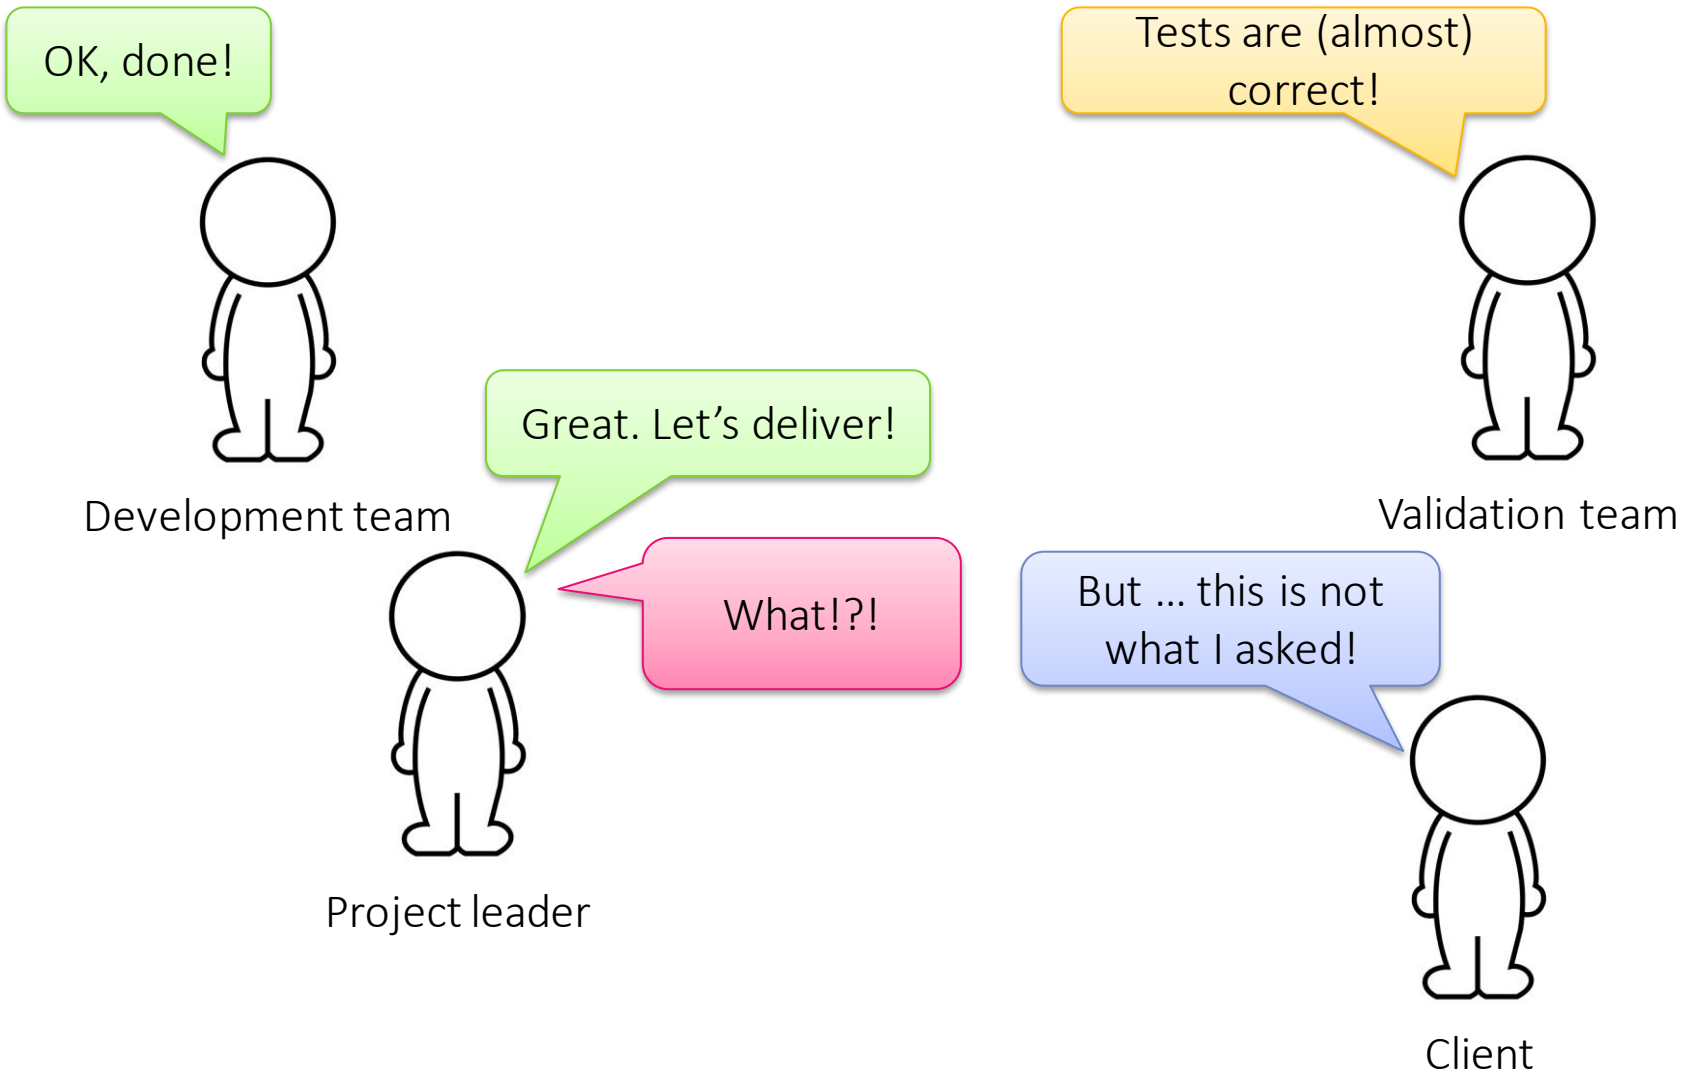 OK, done!
Tests are (almost)
correct!
Great. Let’s deliver!
Development team
Validation team
What!?!
But ... this is not
what I asked!
Project leader
Client